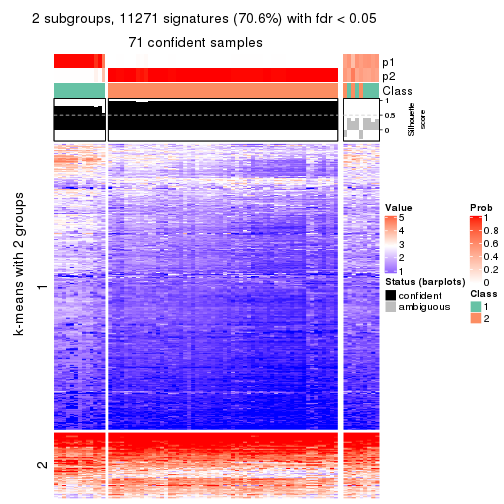 2 subgroups, 11271 signatures (70.6%) with fdr < 0.05
71 confident samples
p1
p2
Class
1
0.5
0
Silhouette
score
k-means with 2 groups
1
2
Value
5
4
3
2
1
Status (barplots)
confident
ambiguous
Prob
1
0.8
0.6
0.4
0.2
0
Class
1
2